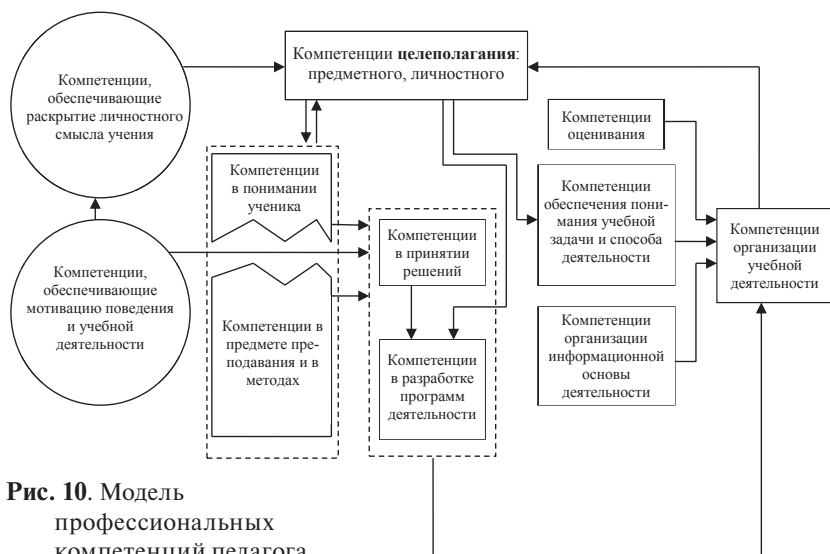 Компетенции целеполагания:
предметного, личностного
Компетенции,
обеспечивающие
раскрытие личностного
смысла учения
Компетенции
оценивания
Компетенции
в понимании
ученика
Компетенции
обеспечения пони-
мания учебной
задачи и способа
деятельности
Компетенции
организации
учебной
деятельности
Компетенции
в принятии
решений
Компетенции,
обеспечивающие
мотивацию поведения
и учебной
деятельности
Компетенции в
предмете пре-
подавания и в
методах
Компетенции
организации
информационной
основы
деятельности
Компетенции
в разработке
программ
деятельности
Рис. 10. Модель
профессиональных
компетенций педагога